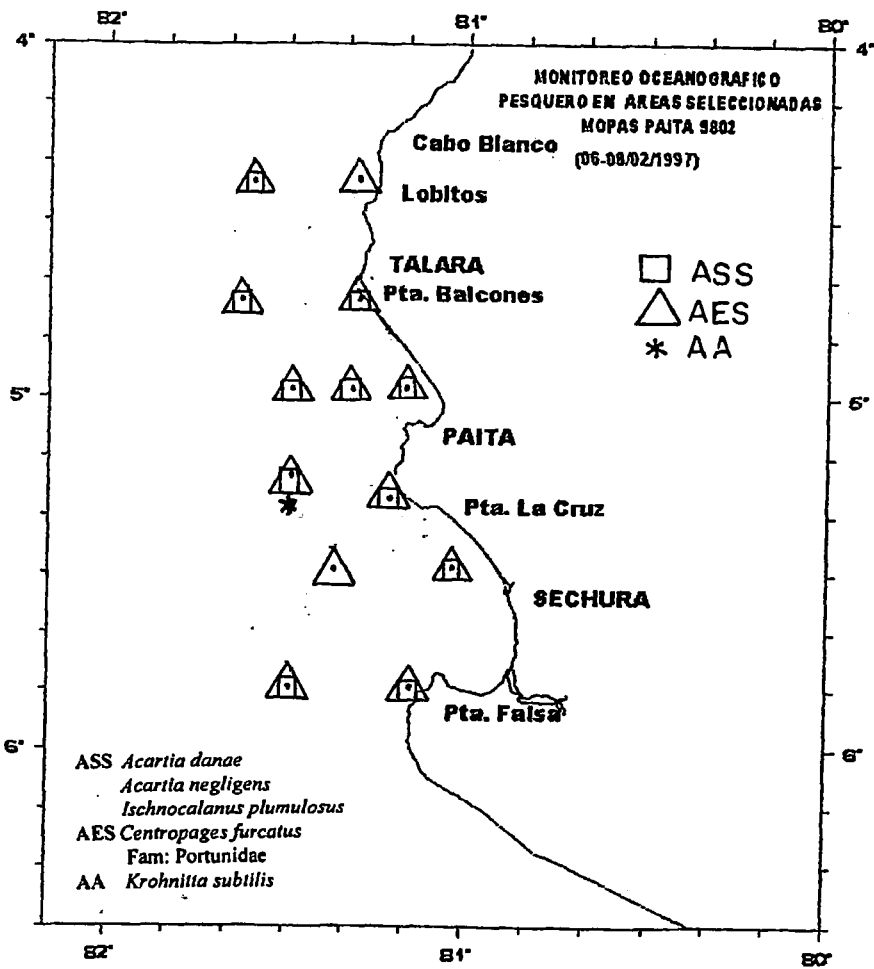 82° 81° 80°
4° 4°
MONITOREO OCEANOGRAFICO
PESQUERO EN AREAS SELECCIONADAS
MOPAS PAITA 9802
(06-08/02/1997)
Cabo Blanco
Lobitos
TALARA
Pta. Balcones
ASS
AES
* AA
5° 5°
PAITA
Pta. La Cruz
SECHURA
Pta. Falsa
6° 6°
ASS Acartia danae
Acartia negligens
Ischnocalanus plumulosus
AES Centropages furcatus
Fam: Portunidae
AA Krohnitta subtilis
82° 81° 80°